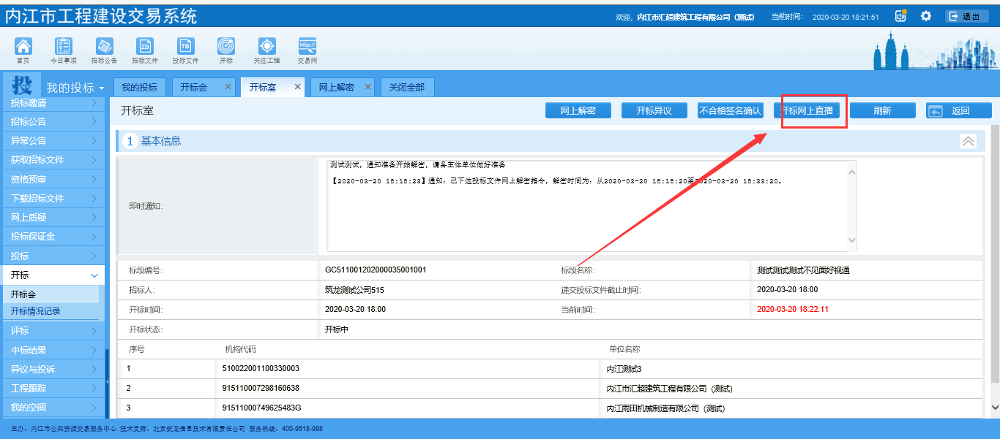 内江市工程建设交易系统
欢迎, 内江市汇超建筑工程有限公司（测试） 当前时间: 2020-03-20 18:21:51 退出
首页 今日事项 招标公告 招标文件 投标文件 开标 关注工程 交易网
ZB TB http://
投 我的投标 我的投标 开标会 开标室 网上解密 关闭全部
投标邀请
招标公告
异常公告
获取招标文件
资格预审
下载招标文件
网上质疑
投标保证金
投标
开标
开标会
开标情况记录
评标
中标结果
异议与投诉
工程跟踪
我的空间
开标室 网上解密 开标异议 不合格签名确认 开标网上直播 刷新 返回
1 基本信息
即时通知:
测试测试，通知准备开始解密，请各主体单位做好准备
【2020-03-20 18:18:23】通知: 已下达投标文件网上解密指令，解密时间为: 从2020-03-20 18:18:20至2020-03-20 18:33:20。
标段编号: GC511001202000035001001 标段名称: 测试测试测试不见面好视通
招标人: 筑龙测试公司515 递交投标文件截止时间: 2020-03-20 18:00
开标时间: 2020-03-20 18:00 当前时间: 2020-03-20 18:22:11
开标状态: 开标中
序号 机构代码 单位名称
1 510022001100330003 内江测试3
2 915110007298160638 内江市汇超建筑工程有限公司（测试）
3 91511000749625483G 内江雨田机械制造有限公司（测试）
主办: 内江市公共资源交易服务中心 技术支持: 北京筑龙信息技术有限责任公司 服务热线: 400-9618-998